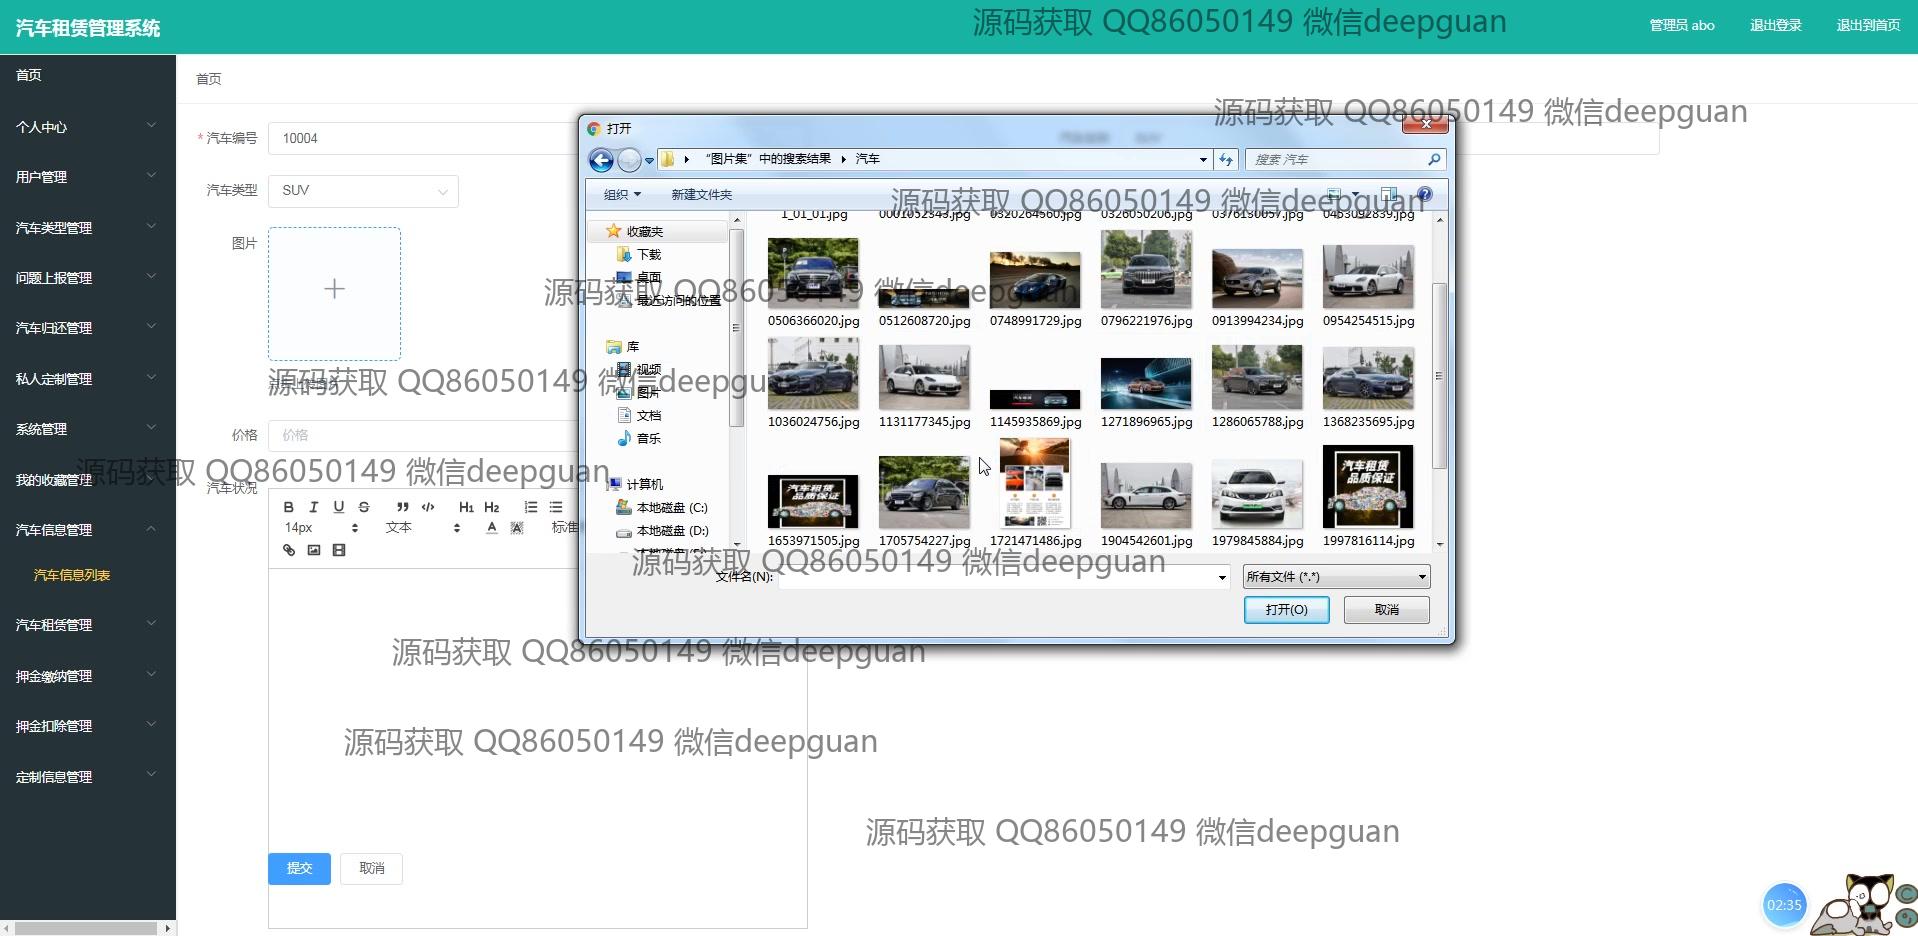 汽车租赁管理系统
源码获取 QQ86050149 微信deepguan
管理员 abo
退出登录
退出到首页
首页
个人中心
用户管理
汽车类型管理
问题上报管理
汽车归还管理
私人定制管理
系统管理
我的收藏管理
汽车信息管理
汽车信息列表
汽车租赁管理
押金缴纳管理
押金扣除管理
定制信息管理
首页
源码获取 QQ86050149 微信deepguan
* 汽车编号 10004
汽车类型 SUV
图片
源码获取 QQ86050149 微信deepguan
价格 价格
源码获取 QQ86050149 微信deepguan
汽车状况
B I U S ” </> H1 H2
14px 文本 A A 标准
打开
“图片集”中的搜索结果 汽车
搜索 汽车
组织 新建文件夹
源码获取 QQ86050149 微信deepguan
收藏夹
下载
桌面
最近访问的位置
源码获取 QQ86050149 微信deepguan
库
视频
图片
文档
音乐
计算机
本地磁盘 (C:)
本地磁盘 (D:)
1_01_01.jpg 0001052343.jpg 0320264560.jpg 0326050206.jpg 0376130057.jpg 0453092839.jpg
0506366020.jpg 0512608720.jpg 0748991729.jpg 0796221976.jpg 0913994234.jpg 0954254515.jpg
1036024756.jpg 1131177345.jpg 1145935869.jpg 1271896965.jpg 1286065788.jpg 1368235695.jpg
汽车租赁
品质保证
汽车租赁
品质保证
1653971505.jpg 1705754227.jpg 1721471486.jpg 1904542601.jpg 1979845884.jpg 1997816114.jpg
源码获取 QQ86050149 微信deepguan
文件名(N):
所有文件 (*.*)
打开(O)
取消
源码获取 QQ86050149 微信deepguan
源码获取 QQ86050149 微信deepguan
源码获取 QQ86050149 微信deepguan
提交
取消
02:35